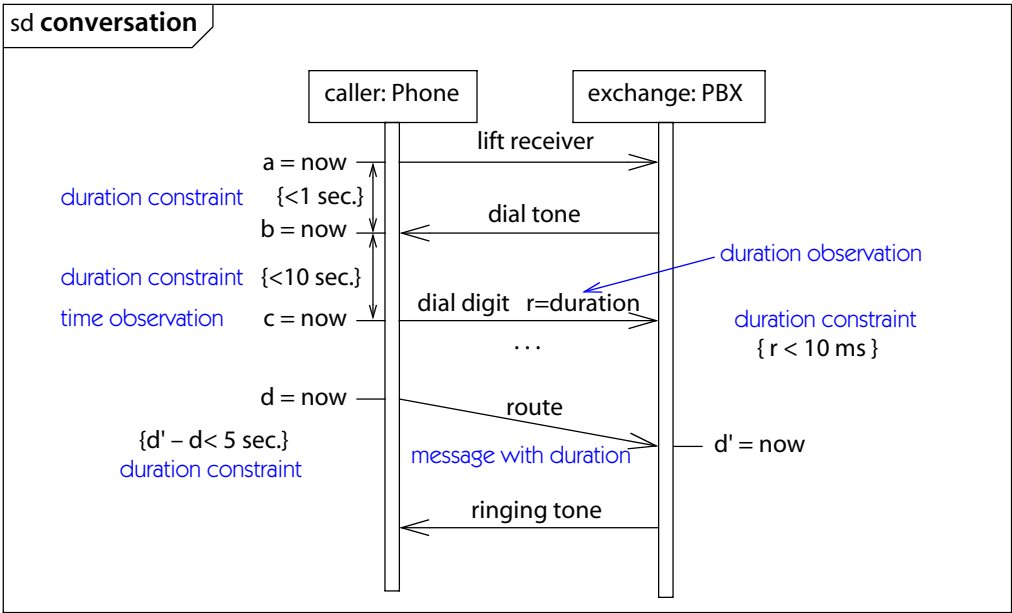 sd conversation
caller: Phone
exchange: PBX
lift receiver
a = now
duration constraint {<1 sec.}
dial tone
b = now
duration observation
duration constraint {<10 sec.}
dial digit r=duration
time observation c = now
duration constraint
{ r < 10 ms }
. . .
d = now
route
{d' – d< 5 sec.}
message with duration
d' = now
duration constraint
ringing tone